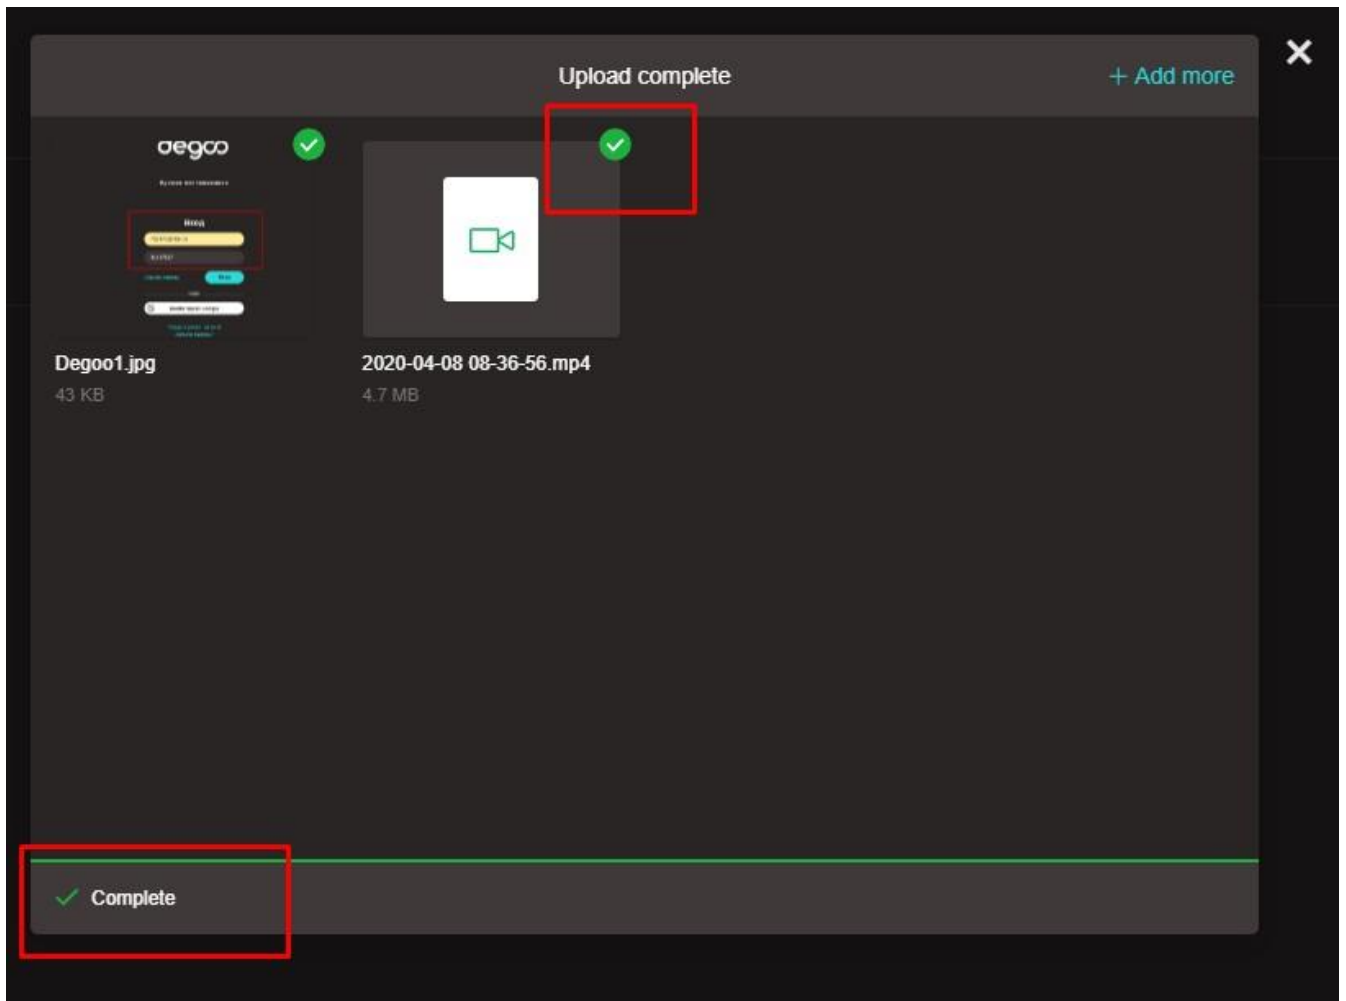 Upload complete
+ Add more
degoo
Вход
Degoo1.jpg
2020-04-08 08-36-56.mp4
43 KB
4.7 MB
Complete